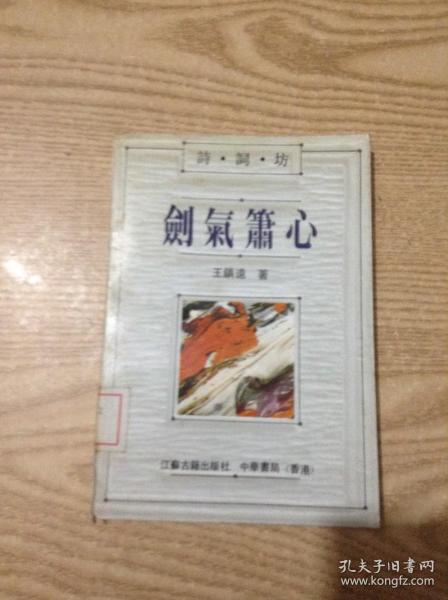 詩·詞·坊
劍氣簫心
王鎮遠 著
江蘇古籍出版社 中華書局(香港)
孔夫子旧书网
www.kongfz.com